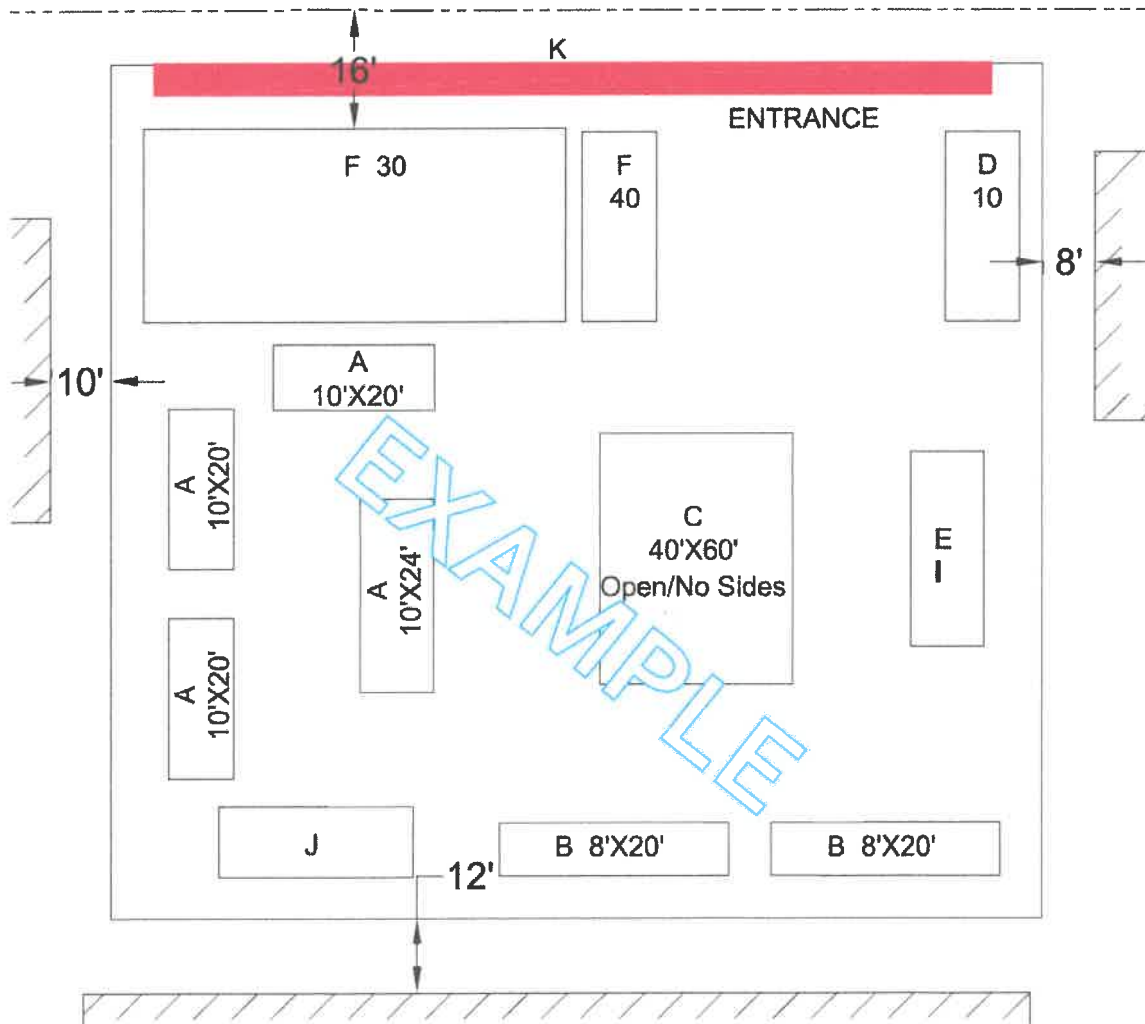 K
16'
ENTRANCE
F 30
F
40
D
10
8'
10'
A
10'X20'
A
10'X20'
A
10'X24'
C
40'X60'
Open/No Sides
E
I
A
10'X20'
EXAMPLE
J
B 8'X20'
B 8'X20'
12'